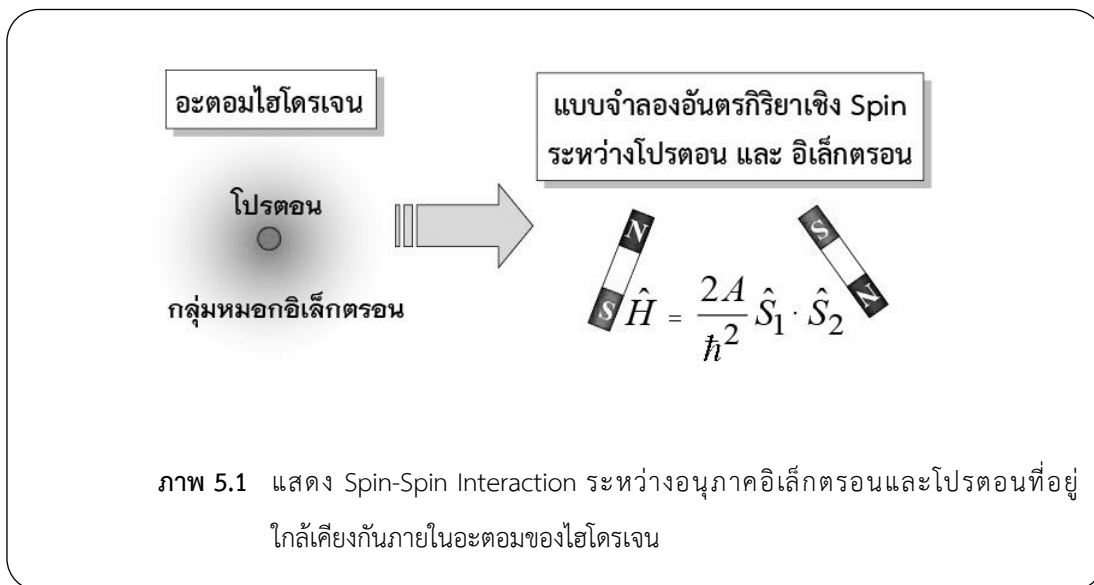 อะตอมไฮโดรเจน
โปรตอน
กลุ่มหมอกอิเล็กตรอน
แบบจำลองอันตรกิริยาเชิง Spin
ระหว่างโปรตอน และ อิเล็กตรอน
N
S
S
N
Ĥ = 2A/ℏ² Ŝ₁ · Ŝ₂
ภาพ 5.1 แสดง Spin-Spin Interaction ระหว่างอนุภาคอิเล็กตรอนและโปรตอนที่อยู่
ใกล้เคียงกันภายในอะตอมของไฮโดรเจน